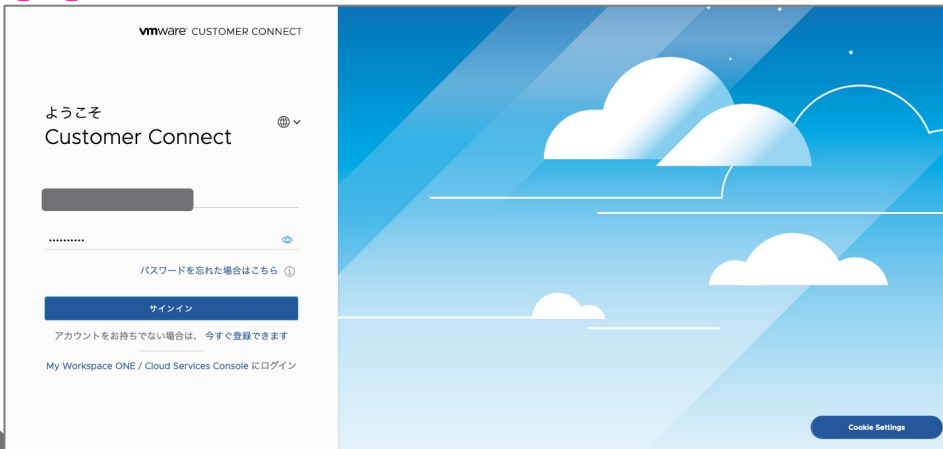 vmware CUSTOMER CONNECT
ようこそ
Customer Connect
パスワードを忘れた場合はこちら
サインイン
アカウントをお持ちでない場合は、 今すぐ登録できます
My Workspace ONE / Cloud Services Console にログイン
Cookie Settings